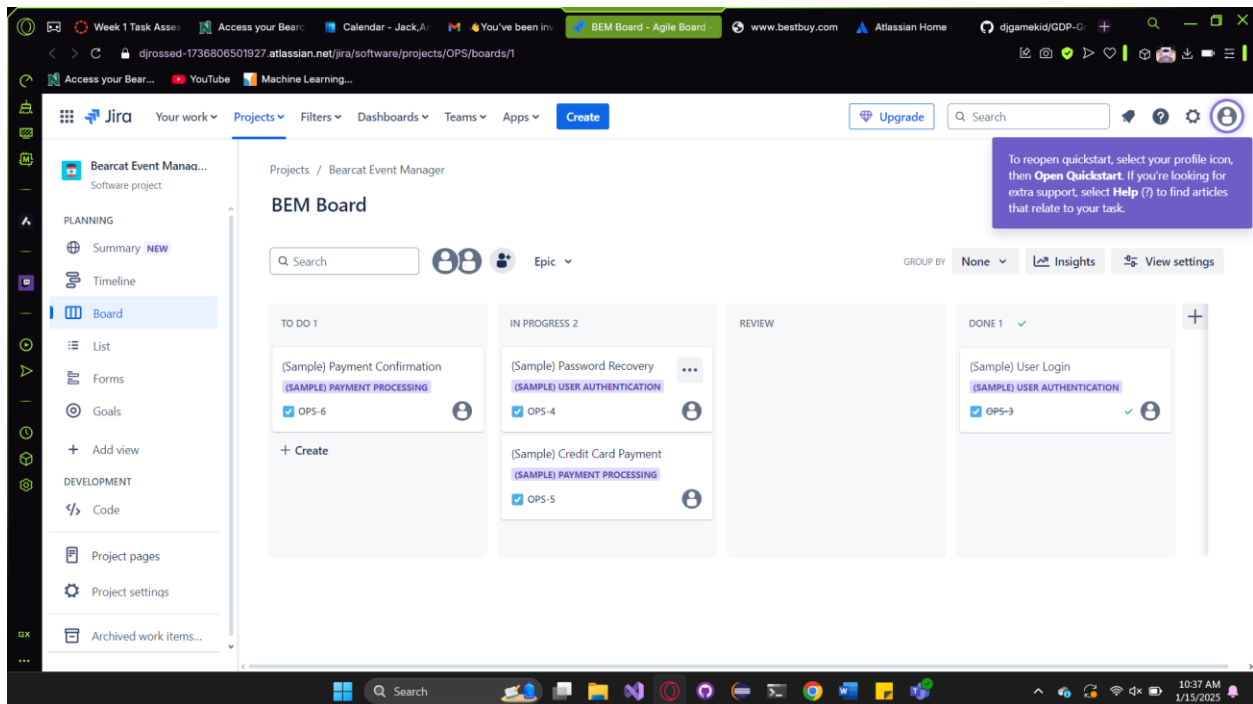 Week 1 Task Asses
Access your Bearc
Calendar - Jack,Ar
You've been inv
BEM Board - Agile Board -
www.bestbuy.com
Atlassian Home
djgamekid/GDP-G
djrossed-1736806501927.atlassian.net/jira/software/projects/OPS/boards/1
Access your Bear...
YouTube
Machine Learning...
Jira
Your work
Projects
Filters
Dashboards
Teams
Apps
Create
Upgrade
Search
To reopen quickstart, select your profile icon,
then Open Quickstart. If you're looking for
extra support, select Help (?) to find articles
that relate to your task.
Bearcat Event Manag...
Software project
PLANNING
Summary NEW
Timeline
Board
List
Forms
Goals
Add view
DEVELOPMENT
Code
Project pages
Project settings
Archived work items...
Projects / Bearcat Event Manager
BEM Board
Search
Epic
GROUP BY None
Insights
View settings
TO DO 1
(Sample) Payment Confirmation
(SAMPLE) PAYMENT PROCESSING
OPS-6
+ Create
IN PROGRESS 2
(Sample) Password Recovery
(SAMPLE) USER AUTHENTICATION
OPS-4
(Sample) Credit Card Payment
(SAMPLE) PAYMENT PROCESSING
OPS-5
REVIEW
DONE 1
(Sample) User Login
(SAMPLE) USER AUTHENTICATION
OPS-3
GX
Search
10:37 AM
1/15/2025